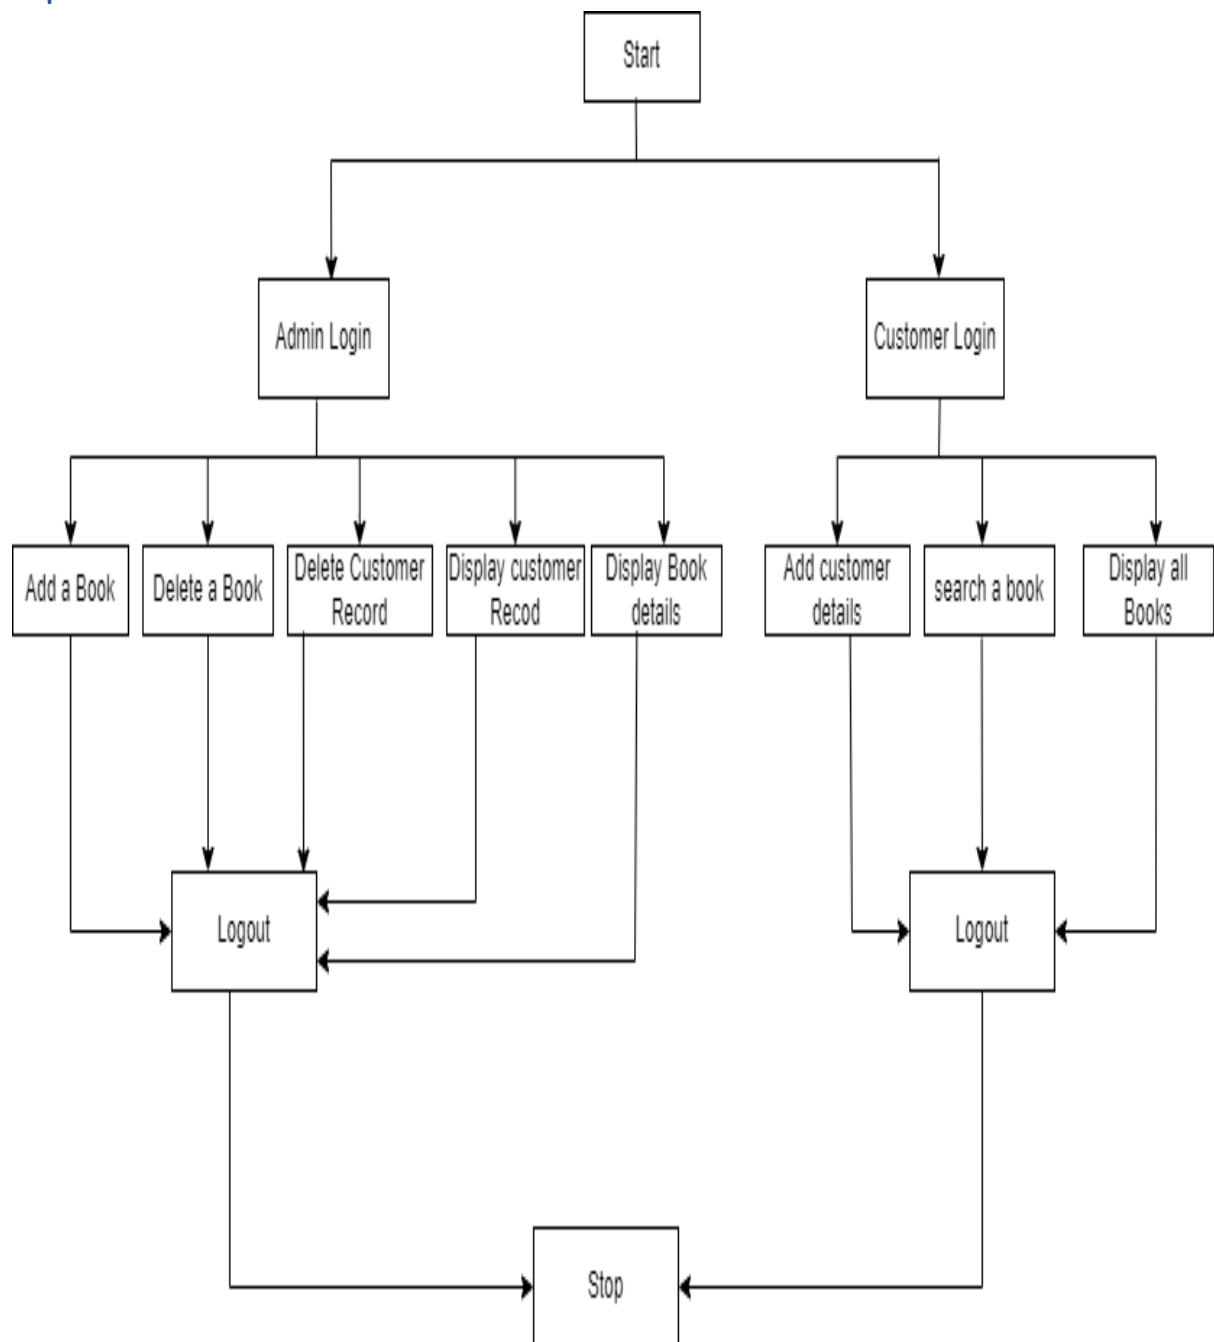 Start
Admin Login
Customer Login
Add a Book
Delete a Book
Delete Customer
Record
Display customer
Recod
Display Book
details
Add customer
details
search a book
Display all
Books
Logout
Logout
Stop